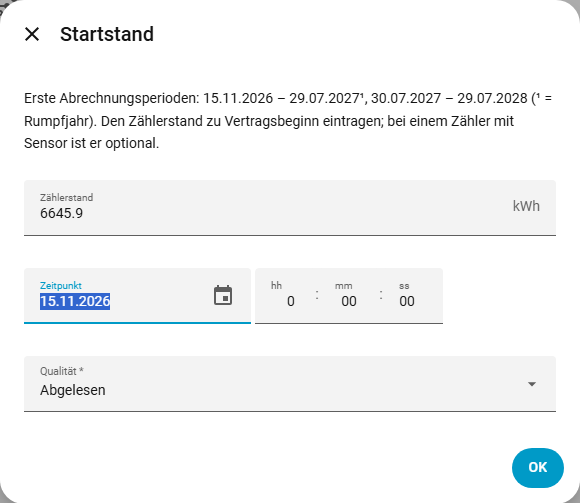 Startstand
Erste Abrechnungsperioden: 15.11.2026 – 29.07.2027¹, 30.07.2027 – 29.07.2028 (¹ =
Rumpfjahr). Den Zählerstand zu Vertragsbeginn eintragen; bei einem Zähler mit
Sensor ist er optional.
Zählerstand
6645.9 kWh
Zeitpunkt hh mm ss
15.11.2026 0 : 00 : 00
Qualität *
Abgelesen
OK